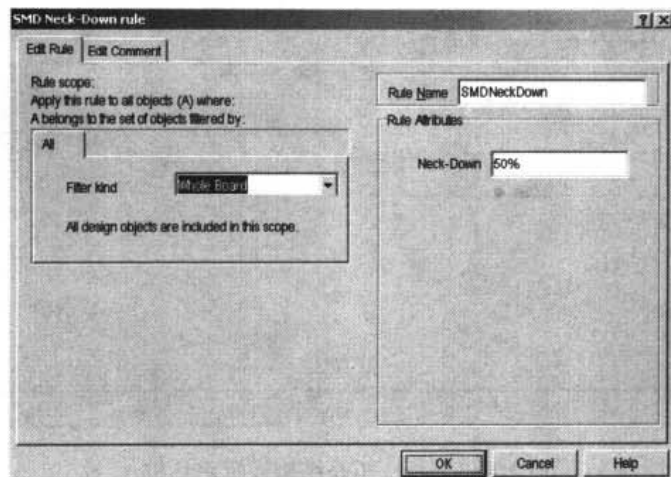 SMD Neck-Down rule
Edit Rule
Edit Comment
Rule scope:
Apply this rule to all objects (A) where:
A belongs to the set of objects filtered by:
All
Filter kind
Whole Board
All design objects are included in this scope.
Rule Name
SMDNeckDown
Rule Attributes
Neck-Down
50%
OK
Cancel
Help